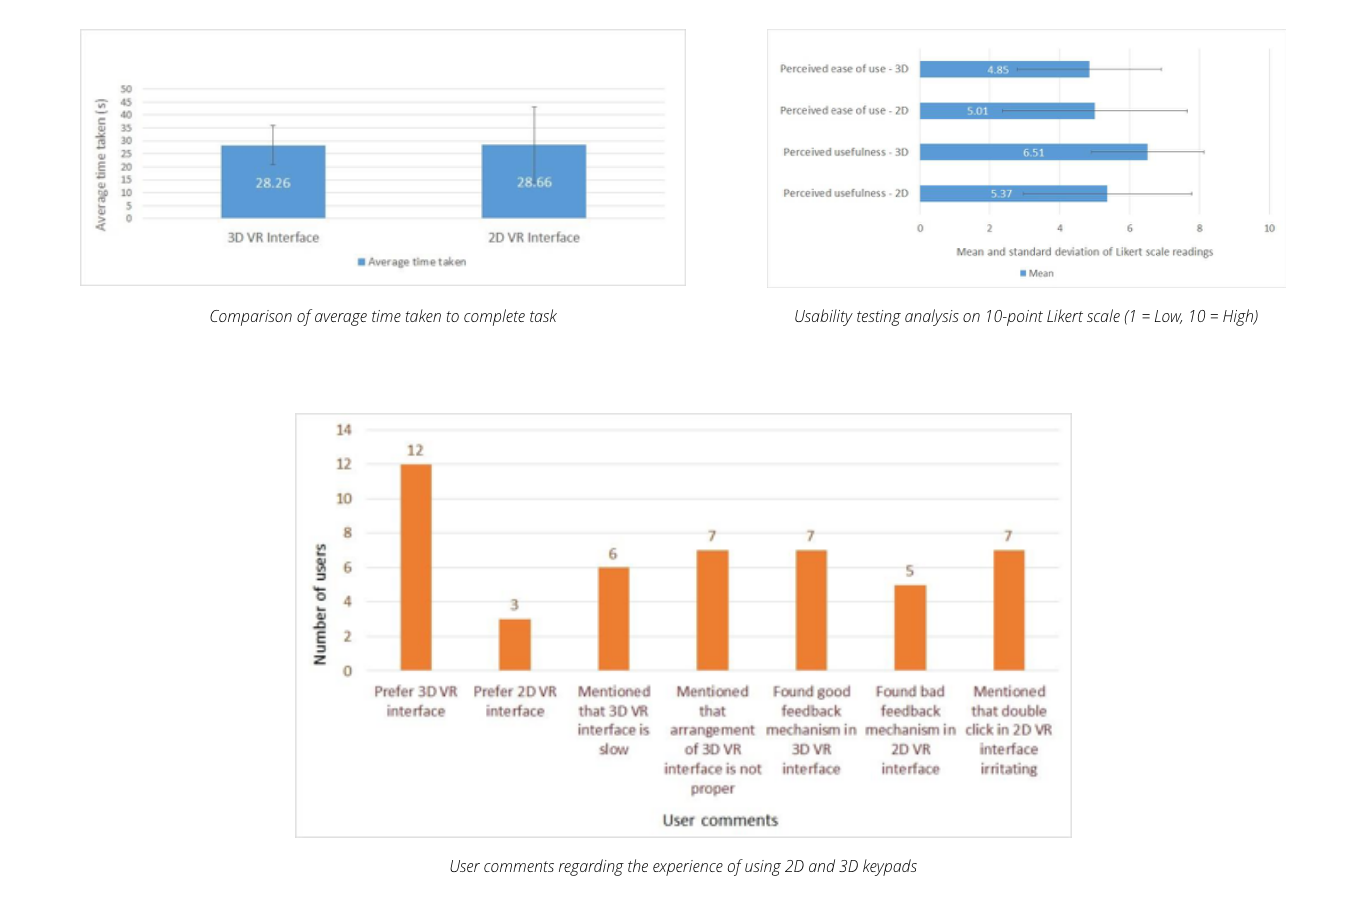 50
45
40
35
30
25
20
15
10
5
0
Average time taken (s)
28.26
28.66
3D VR Interface
2D VR Interface
Average time taken
Comparison of average time taken to complete task
Perceived ease of use - 3D
4.85
Perceived ease of use - 2D
5.01
Perceived usefulness - 3D
6.51
Perceived usefulness - 2D
5.37
0
2
4
6
8
10
Mean and standard deviation of Likert scale readings
Mean
Usability testing analysis on 10-point Likert scale (1 = Low, 10 = High)
14
12
10
8
6
4
2
0
Number of users
12
3
6
7
7
5
7
Prefer 3D VR
interface
Prefer 2D VR
interface
Mentioned
that 3D VR
interface is
slow
Mentioned
that
arrangement
of 3D VR
interface is not
proper
Found good
feedback
mechanism in
3D VR
interface
Found bad
feedback
mechanism in
2D VR
interface
Mentioned
that double
click in 2D VR
interface
irritating
User comments
User comments regarding the experience of using 2D and 3D keypads